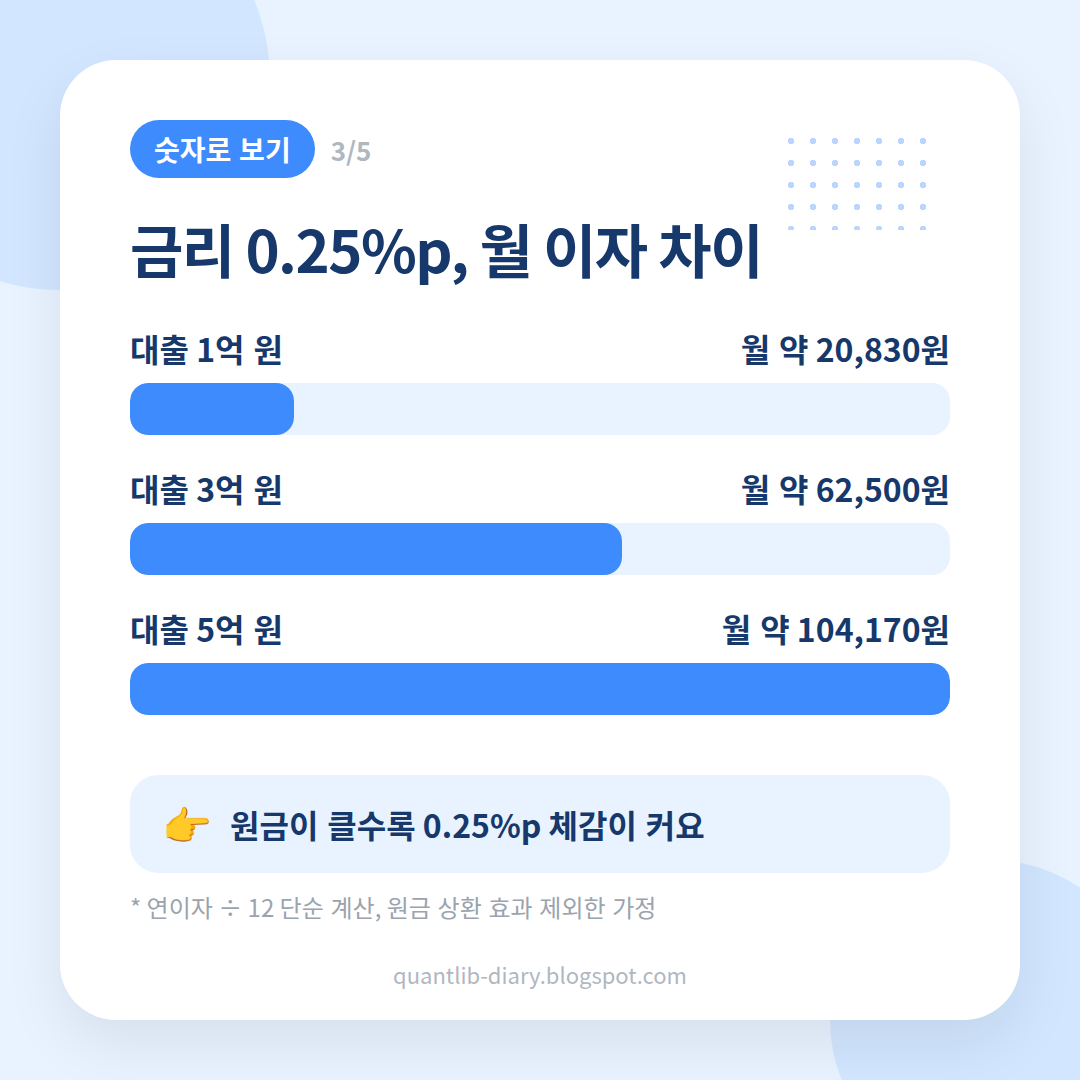 숫자로 보기 3/5
금리 0.25%p, 월 이자 차이
대출 1억 원 월 약 20,830원
대출 3억 원 월 약 62,500원
대출 5억 원 월 약 104,170원
👉 원금이 클수록 0.25%p 체감이 커요
* 연이자 ÷ 12 단순 계산, 원금 상환 효과 제외한 가정
quantlib-diary.blogspot.com